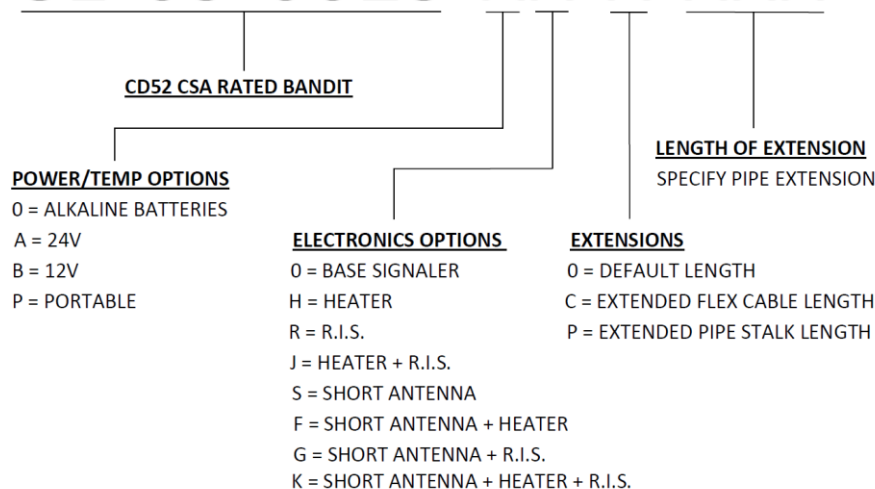 CD52 CSA RATED BANDIT
LENGTH OF EXTENSION
SPECIFY PIPE EXTENSION
POWER/TEMP OPTIONS
0 = ALKALINE BATTERIES
A = 24V
B = 12V
P = PORTABLE
ELECTRONICS OPTIONS
0 = BASE SIGNALER
H = HEATER
R = R.I.S.
J = HEATER + R.I.S.
S = SHORT ANTENNA
F = SHORT ANTENNA + HEATER
G = SHORT ANTENNA + R.I.S.
K = SHORT ANTENNA + HEATER + R.I.S.
EXTENSIONS
0 = DEFAULT LENGTH
C = EXTENDED FLEX CABLE LENGTH
P = EXTENDED PIPE STALK LENGTH